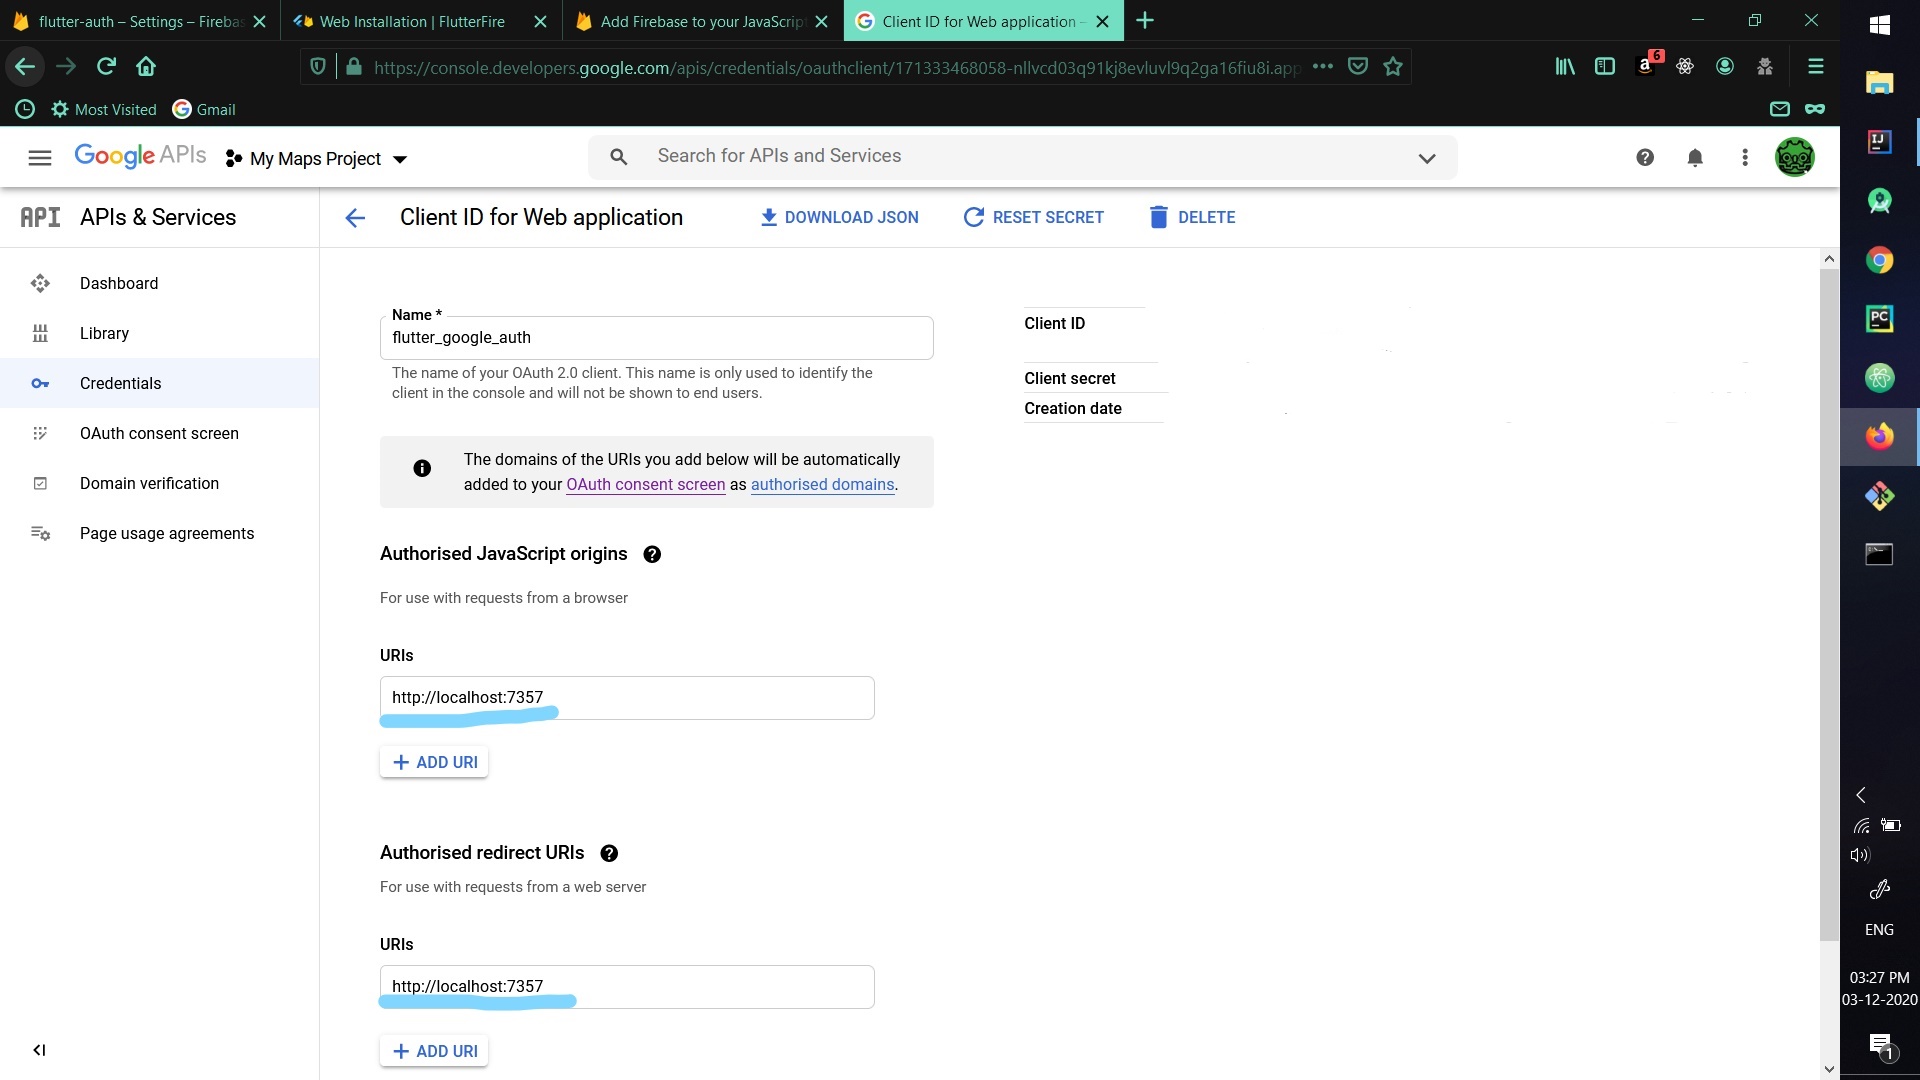 flutter-auth – Settings – Firebas
Web Installation | FlutterFire
Add Firebase to your JavaScript
Client ID for Web application –
https://console.developers.google.com/apis/credentials/oauthclient/171333468058-nllvcd03q91kj8evluvl9q2ga16fiu8i.app
6
Most Visited
Gmail
Google APIs
My Maps Project
Search for APIs and Services
API
APIs & Services
Client ID for Web application
DOWNLOAD JSON
RESET SECRET
DELETE
Dashboard
Library
Credentials
OAuth consent screen
Domain verification
Page usage agreements
Name *
flutter_google_auth
The name of your OAuth 2.0 client. This name is only used to identify the
client in the console and will not be shown to end users.
Client ID
Client secret
Creation date
The domains of the URIs you add below will be automatically
added to your OAuth consent screen as authorised domains.
Authorised JavaScript origins
For use with requests from a browser
URIs
http://localhost:7357
ADD URI
Authorised redirect URIs
For use with requests from a web server
URIs
http://localhost:7357
ADD URI
IJ
PC
ENG
03:27 PM
03-12-2020
1